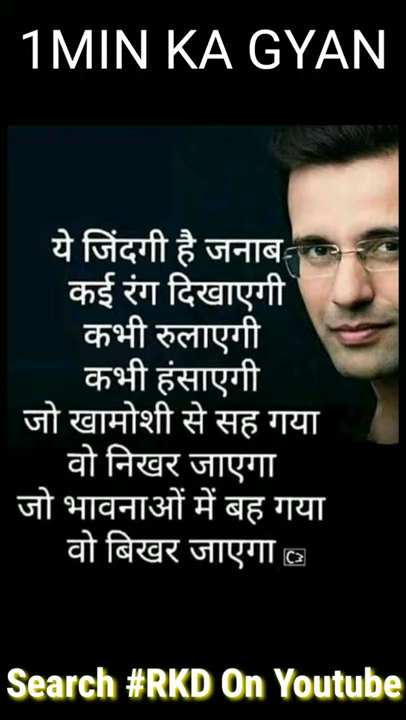 1MIN KA GYAN
ये जिंदगी है जनाब
कई रंग दिखाएगी
कभी रुलाएगी
कभी हंसाएगी
जो खामोशी से सह गया
वो निखर जाएगा
जो भावनाओं में बह गया
वो बिखर जाएगा
Search #RKD On Youtube